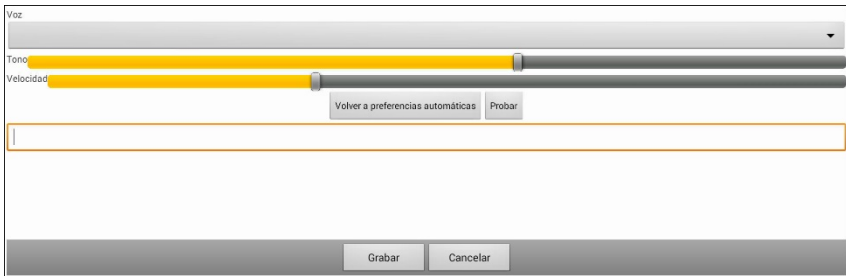 Voz
Tono
Velocidad
Volver a preferencias automáticas Probar
Grabar Cancelar